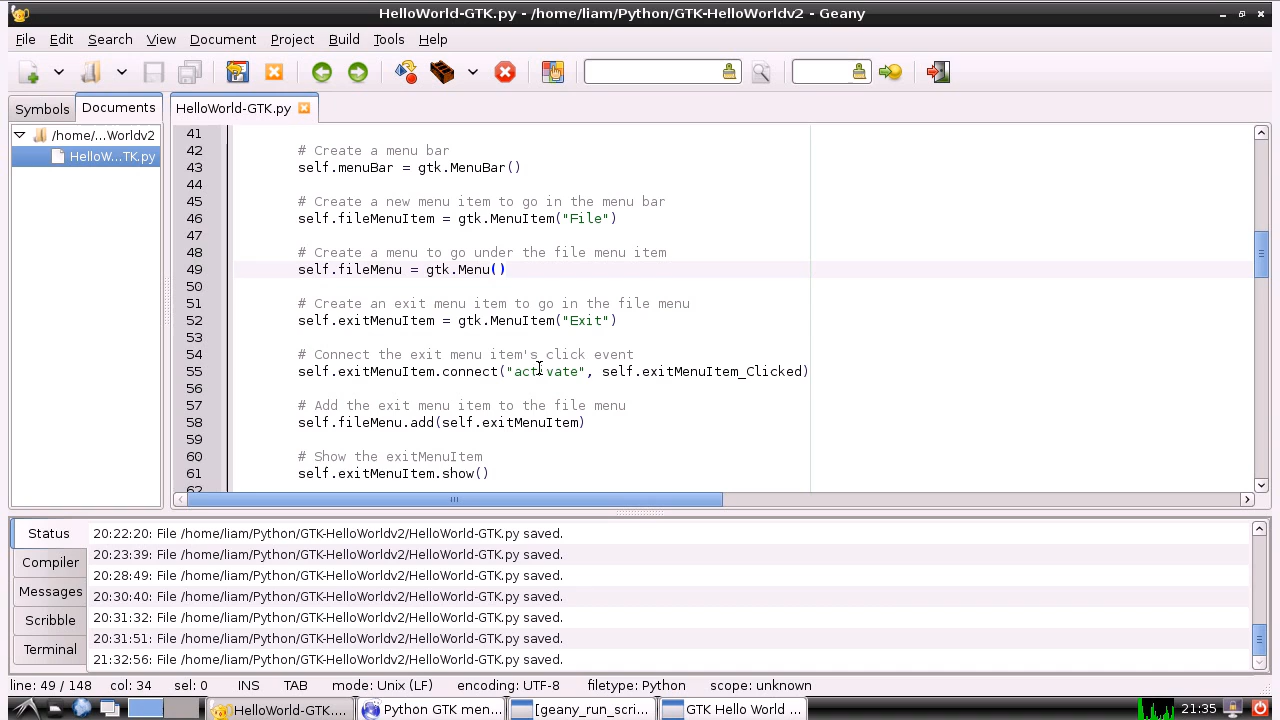 HelloWorld-GTK.py - /home/liam/Python/GTK-HelloWorldv2 - Geany
File Edit Search View Document Project Build Tools Help
Symbols Documents
HelloWorld-GTK.py
/home/...Worldv2
HelloW...TK.py
41
42 # Create a menu bar
43 self.menuBar = gtk.MenuBar()
44
45 # Create a new menu item to go in the menu bar
46 self.fileMenuItem = gtk.MenuItem("File")
47
48 # Create a menu to go under the file menu item
49 self.fileMenu = gtk.Menu()
50
51 # Create an exit menu item to go in the file menu
52 self.exitMenuItem = gtk.MenuItem("Exit")
53
54 # Connect the exit menu item's click event
55 self.exitMenuItem.connect("activate", self.exitMenuItem_Clicked)
56
57 # Add the exit menu item to the file menu
58 self.fileMenu.add(self.exitMenuItem)
59
60 # Show the exitMenuItem
61 self.exitMenuItem.show()
62
Status
Compiler
Messages
Scribble
Terminal
20:22:20: File /home/liam/Python/GTK-HelloWorldv2/HelloWorld-GTK.py saved.
20:23:39: File /home/liam/Python/GTK-HelloWorldv2/HelloWorld-GTK.py saved.
20:28:49: File /home/liam/Python/GTK-HelloWorldv2/HelloWorld-GTK.py saved.
20:30:40: File /home/liam/Python/GTK-HelloWorldv2/HelloWorld-GTK.py saved.
20:31:32: File /home/liam/Python/GTK-HelloWorldv2/HelloWorld-GTK.py saved.
20:31:51: File /home/liam/Python/GTK-HelloWorldv2/HelloWorld-GTK.py saved.
21:32:56: File /home/liam/Python/GTK-HelloWorldv2/HelloWorld-GTK.py saved.
line: 49 / 148 col: 34 sel: 0 INS TAB mode: Unix (LF) encoding: UTF-8 filetype: Python scope: unknown
HelloWorld-GTK.... Python GTK men... [geany_run_scri... GTK Hello World ... 21:35